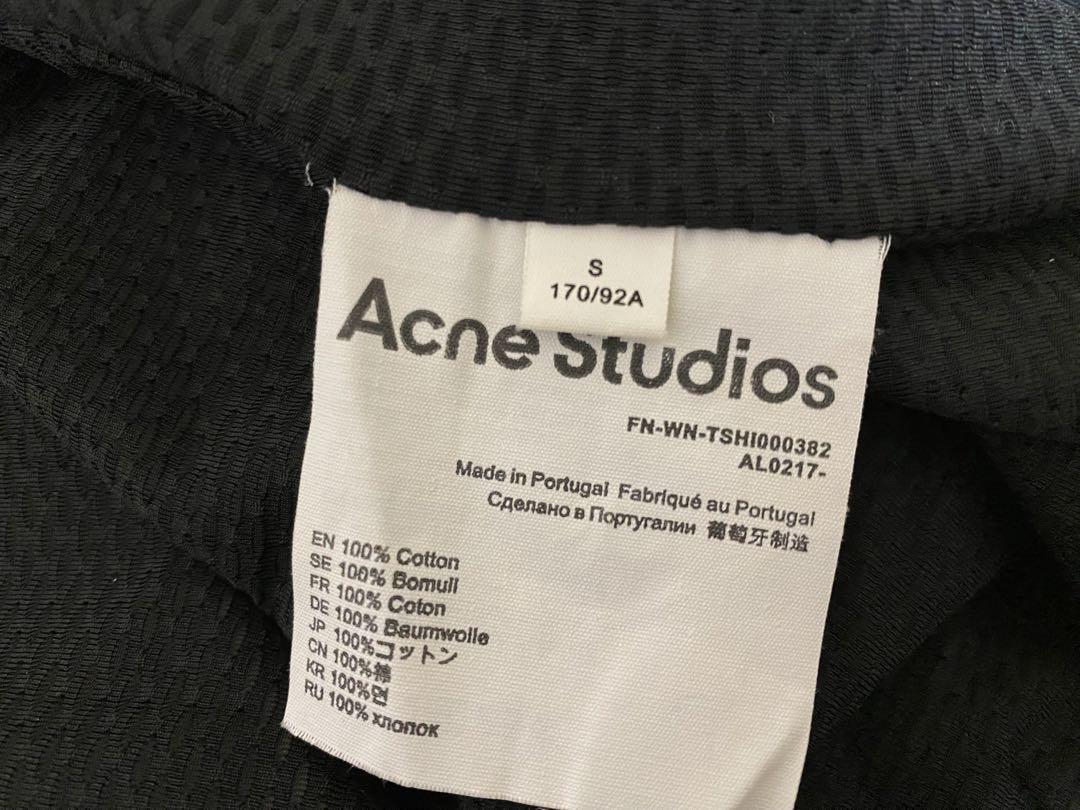 S
170/92A
Acne Studios
FN-WN-TSHI000382
AL0217-
Made in Portugal Fabriqué au Portugal
Сделано в Португалии 葡萄牙制造
EN 100% Cotton
SE 100% Bomull
FR 100% Coton
DE 100% Baumwolle
JP 100%コットン
CN 100%棉
KR 100%면
RU 100% хлопок